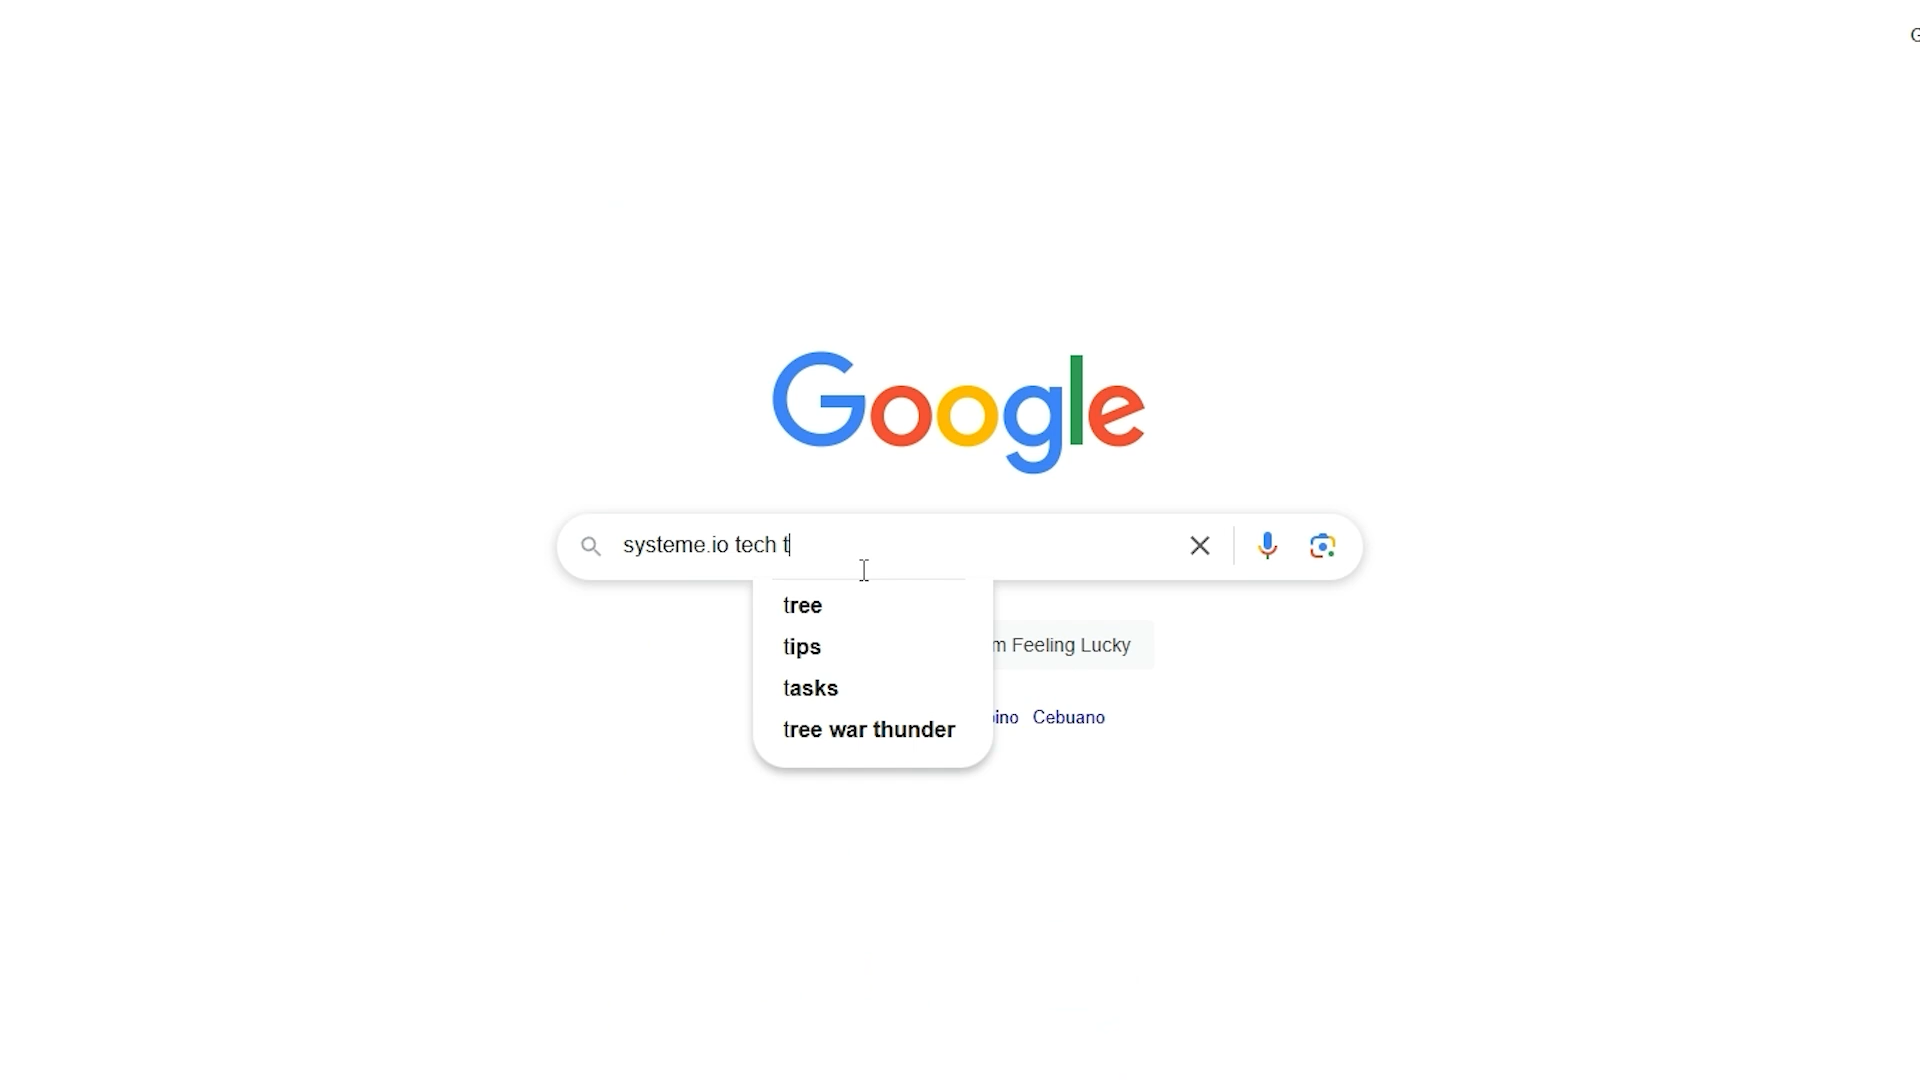 G
Google
systeme.io tech t
tree
tips
tasks
tree war thunder
m Feeling Lucky
ino Cebuano